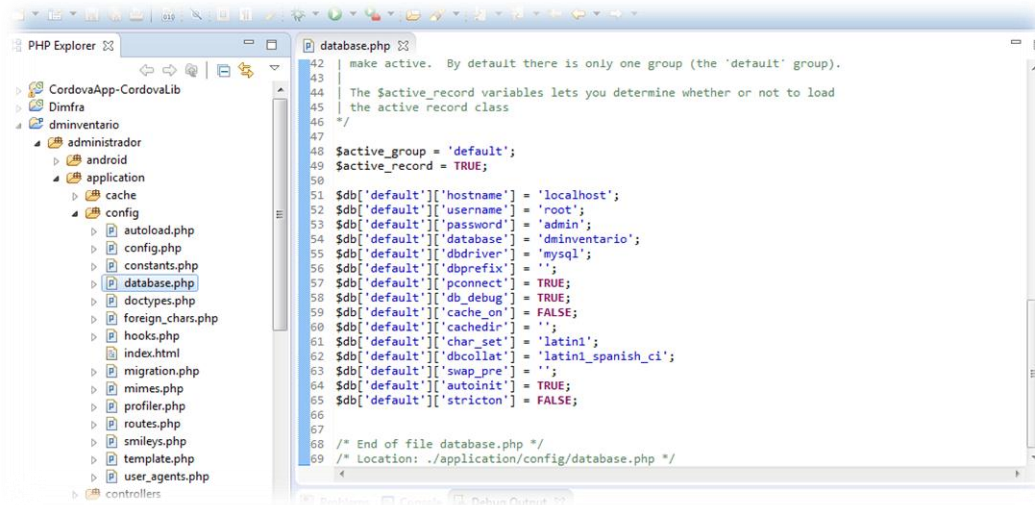 PHP Explorer
CordovaApp-CordovaLib
Dimfra
dminventario
administrador
android
application
cache
config
autoload.php
config.php
constants.php
database.php
doctypes.php
foreign_chars.php
hooks.php
index.html
migration.php
mimes.php
profiler.php
routes.php
smileys.php
template.php
user_agents.php
controllers
database.php
42 | make active.  By default there is only one group (the 'default' group).
43 |
44 | The $active_record variables lets you determine whether or not to load
45 | the active record class
46 */
47
48 $active_group = 'default';
49 $active_record = TRUE;
50
51 $db['default']['hostname'] = 'localhost';
52 $db['default']['username'] = 'root';
53 $db['default']['password'] = 'admin';
54 $db['default']['database'] = 'dminventario';
55 $db['default']['dbdriver'] = 'mysql';
56 $db['default']['dbprefix'] = '';
57 $db['default']['pconnect'] = TRUE;
58 $db['default']['db_debug'] = TRUE;
59 $db['default']['cache_on'] = FALSE;
60 $db['default']['cachedir'] = '';
61 $db['default']['char_set'] = 'latin1';
62 $db['default']['dbcollat'] = 'latin1_spanish_ci';
63 $db['default']['swap_pre'] = '';
64 $db['default']['autoinit'] = TRUE;
65 $db['default']['stricton'] = FALSE;
66
67
68 /* End of file database.php */
69 /* Location: ./application/config/database.php */
Problems Console Debug Output